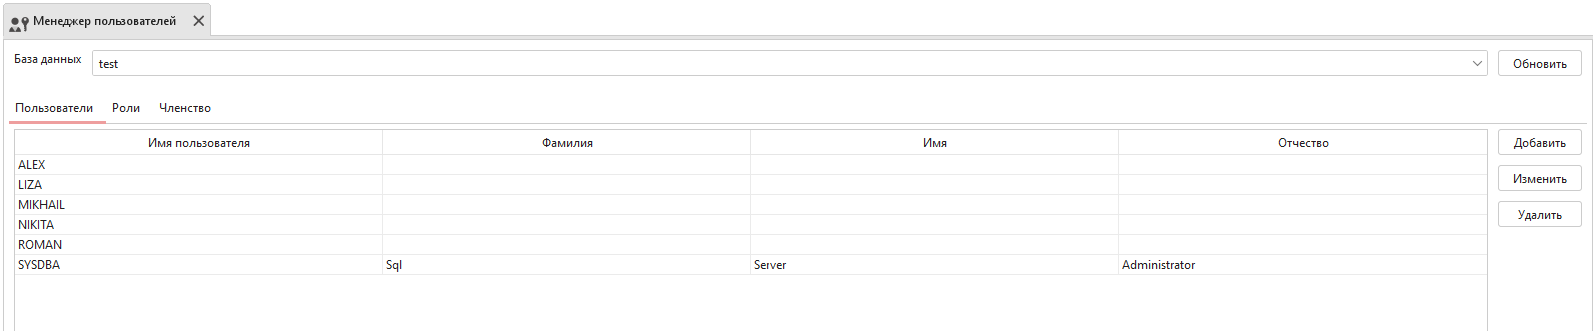 Менеджер пользователей
База данных test Обновить
Пользователи Роли Членство
Имя пользователя Фамилия Имя Отчество Добавить
ALEX
LIZA Изменить
MIKHAIL
NIKITA Удалить
ROMAN
SYSDBA Sql Server Administrator